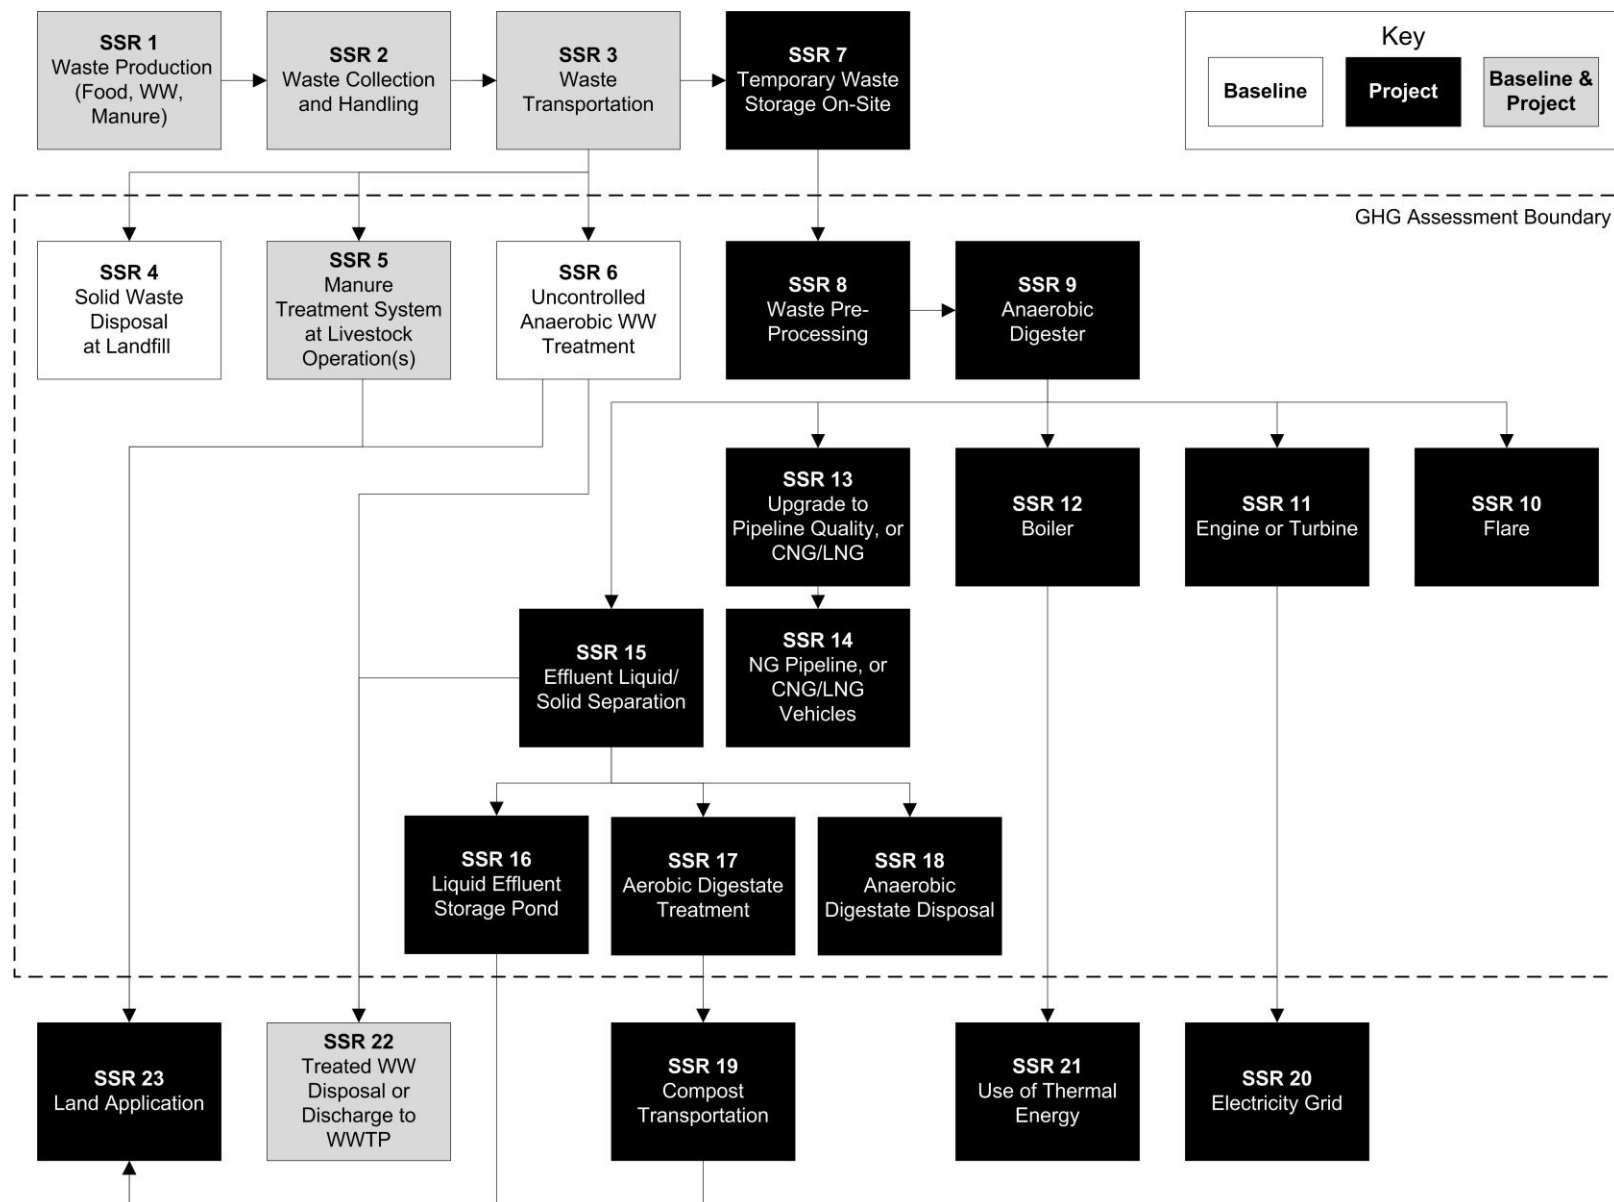 SSR 1
Waste Production
(Food, WW,
Manure)
SSR 2
Waste Collection
and Handling
SSR 3
Waste
Transportation
SSR 7
Temporary Waste
Storage On-Site
Key
Baseline
Project
Baseline &
Project
GHG Assessment Boundary
SSR 4
Solid Waste
Disposal
at Landfill
SSR 5
Manure
Treatment System
at Livestock
Operation(s)
SSR 6
Uncontrolled
Anaerobic WW
Treatment
SSR 8
Waste Pre-
Processing
SSR 9
Anaerobic
Digester
SSR 13
Upgrade to
Pipeline Quality, or
CNG/LNG
SSR 12
Boiler
SSR 11
Engine or Turbine
SSR 10
Flare
SSR 15
Effluent Liquid/
Solid Separation
SSR 14
NG Pipeline, or
CNG/LNG
Vehicles
SSR 16
Liquid Effluent
Storage Pond
SSR 17
Aerobic Digestate
Treatment
SSR 18
Anaerobic
Digestate Disposal
SSR 23
Land Application
SSR 22
Treated WW
Disposal or
Discharge to
WWTP
SSR 19
Compost
Transportation
SSR 21
Use of Thermal
Energy
SSR 20
Electricity Grid